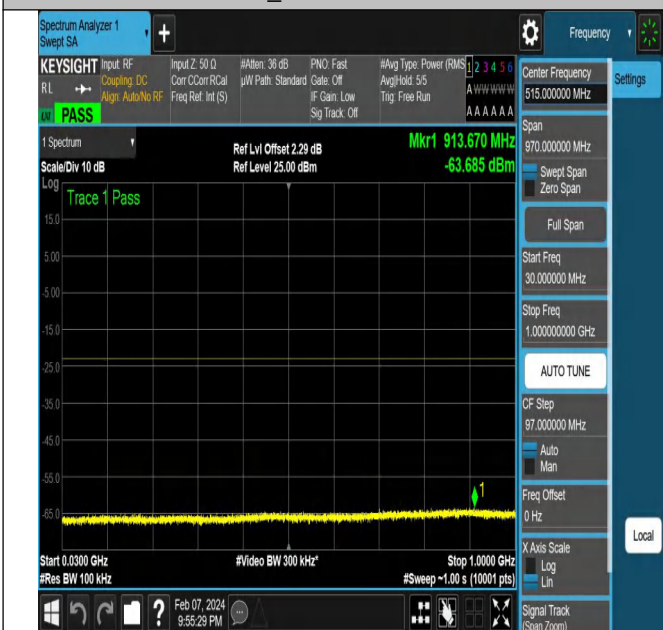 Spectrum Analyzer 1
Swept SA
+
Frequency
KEYSIGHT
RL
PASS
Input: RF
Coupling: DC
Align: Auto/No RF
Input Z: 50 Ω
Corr CCorr RCal
Freq Ref: Int (S)
#Atten: 36 dB
µW Path: Standard
PNO: Fast
Gate: Off
IF Gain: Low
Sig Track: Off
#Avg Type: Power (RMS
Avg|Hold: 5/5
Trig: Free Run
1 2 3 4 5 6
A W W W W W
A A A A A A
1 Spectrum
Scale/Div 10 dB
Ref Lvl Offset 2.29 dB
Ref Level 25.00 dBm
Mkr1 913.670 MHz
-63.685 dBm
Log
Trace 1 Pass
15.0
5.00
-5.00
-15.0
-25.0
-35.0
-45.0
-55.0
-65.0
1
Start 0.0300 GHz
#Res BW 100 kHz
#Video BW 300 kHz*
Stop 1.0000 GHz
#Sweep ~1.00 s (10001 pts)
?
Feb 07, 2024
9:55:29 PM
Center Frequency
515.000000 MHz
Settings
Span
970.000000 MHz
Swept Span
Zero Span
Full Span
Start Freq
30.000000 MHz
Stop Freq
1.000000000 GHz
AUTO TUNE
CF Step
97.000000 MHz
Auto
Man
Freq Offset
0 Hz
Local
X Axis Scale
Log
Lin
Signal Track
(Span Zoom)